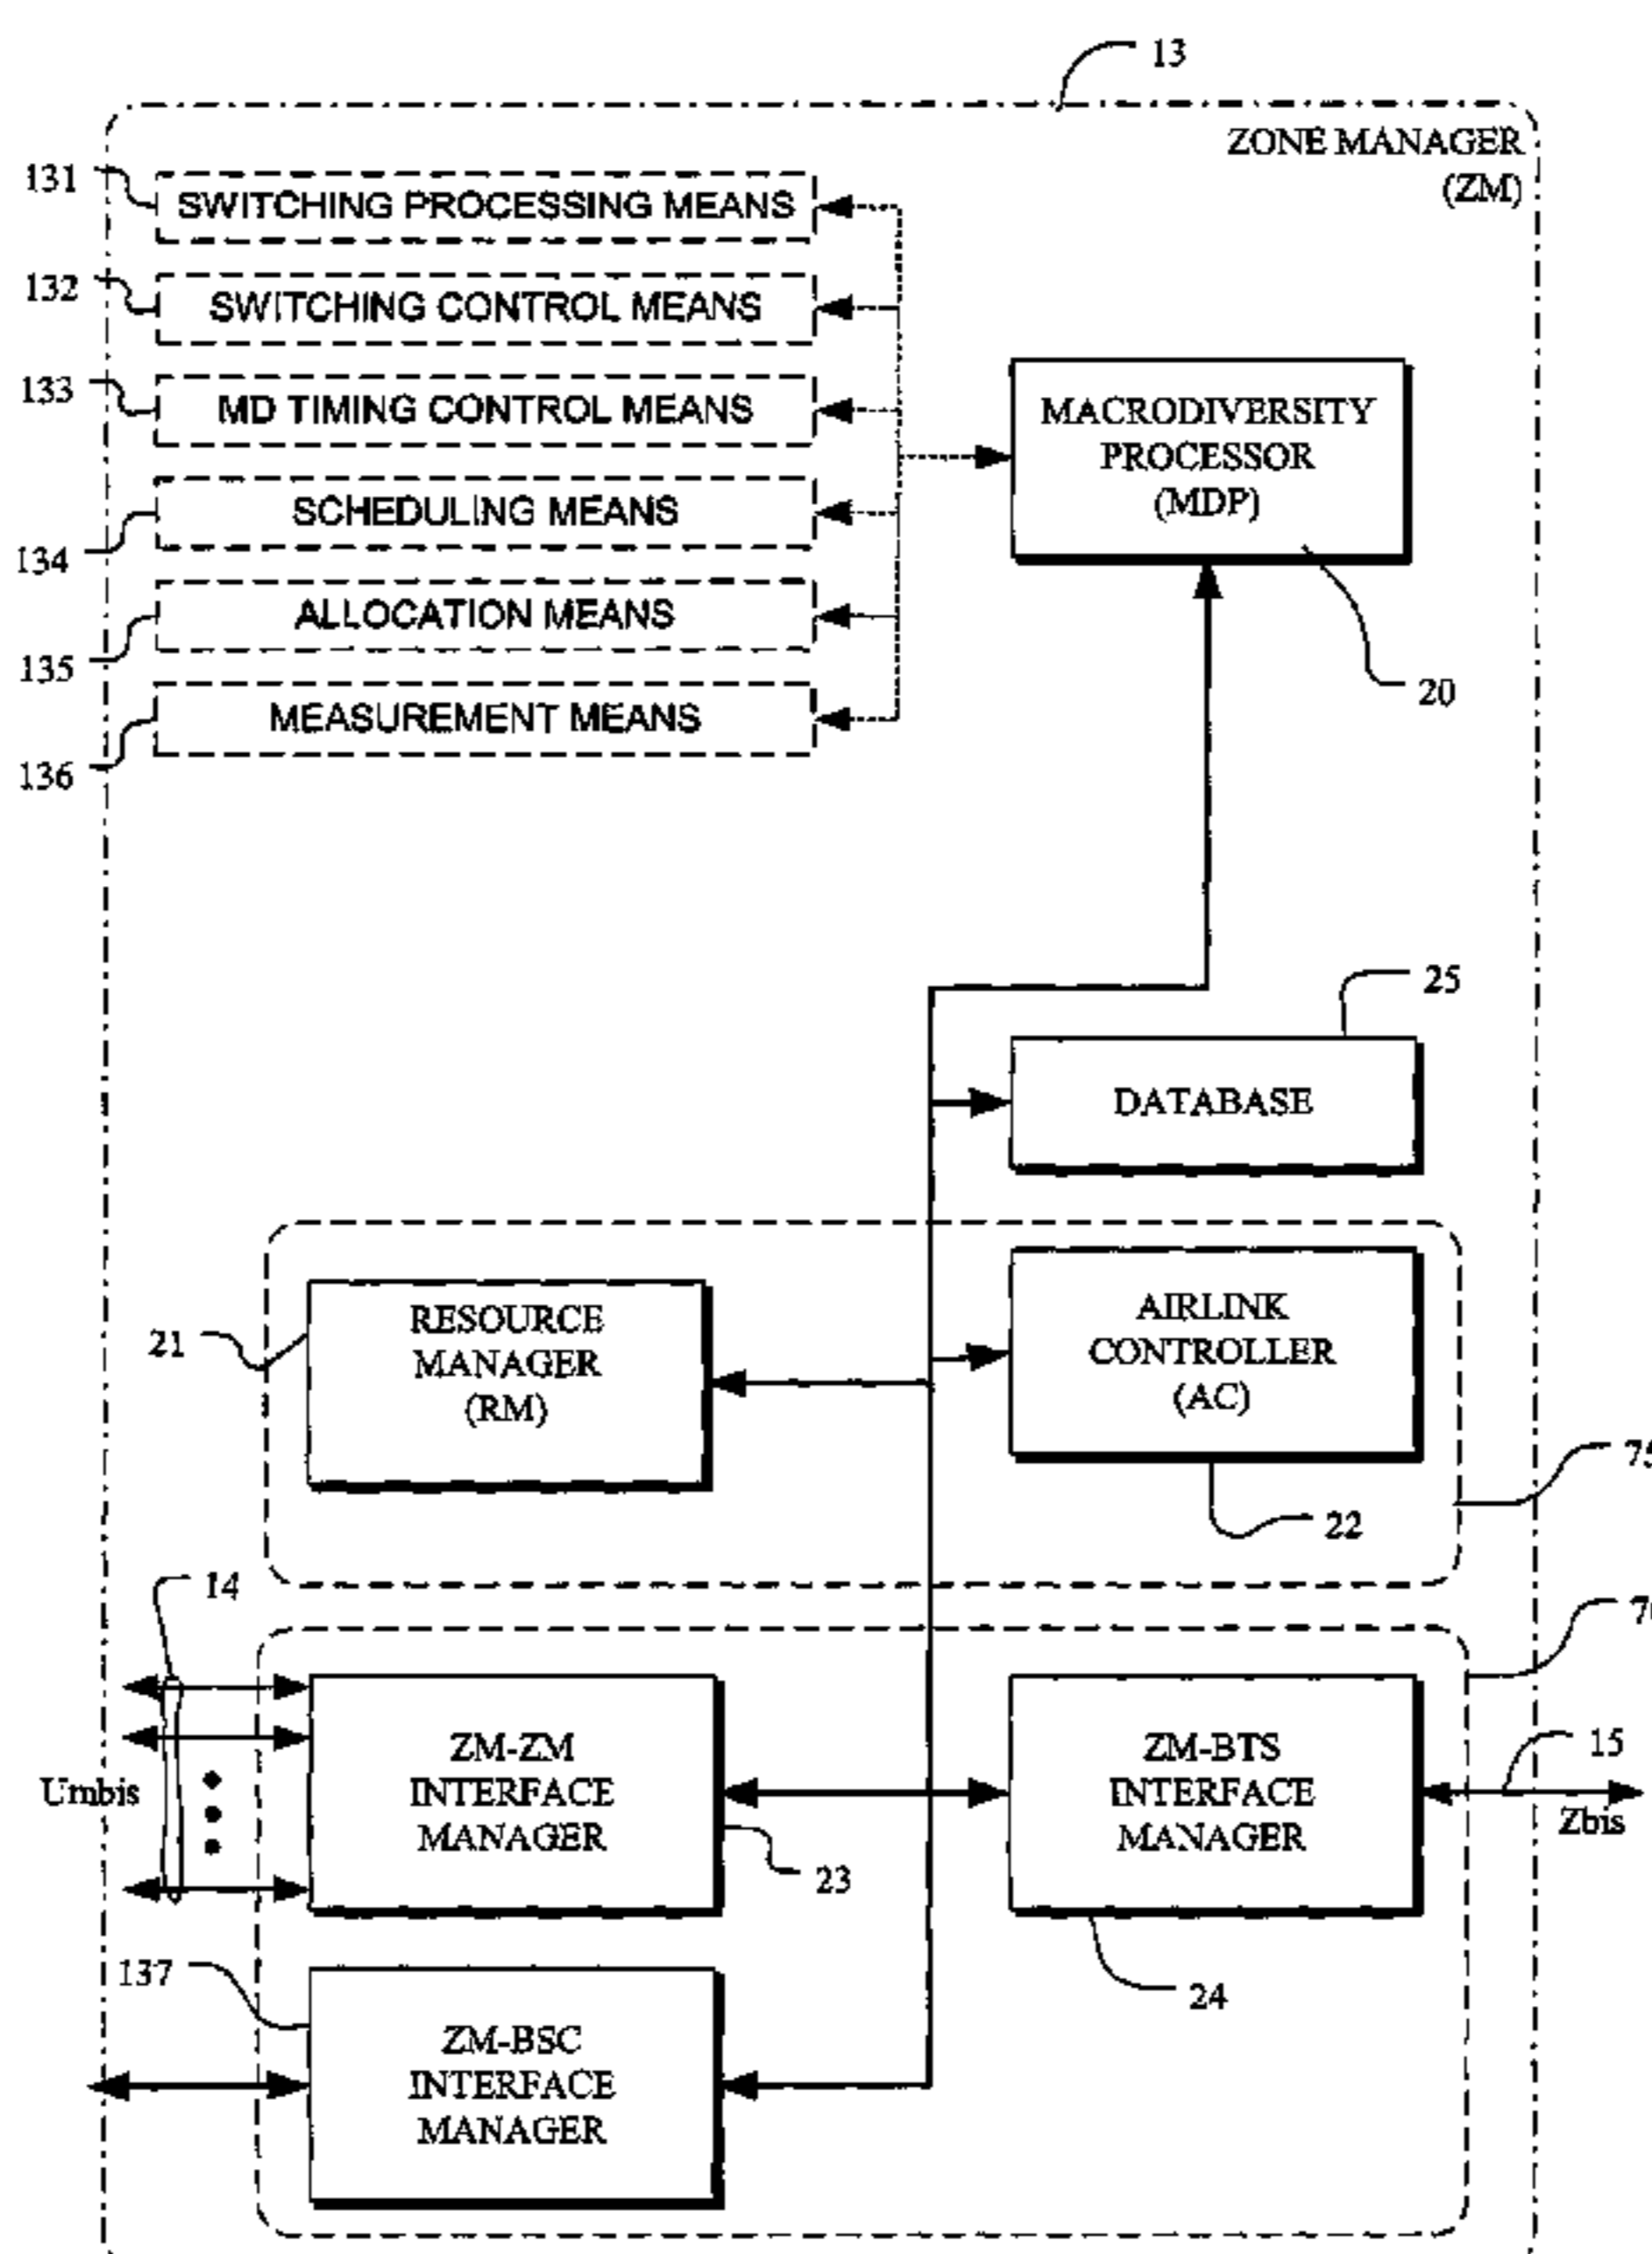 13
ZONE MANAGER
(ZM)
131
SWITCHING PROCESSING MEANS
132
SWITCHING CONTROL MEANS
133
MD TIMING CONTROL MEANS
134
SCHEDULING MEANS
135
ALLOCATION MEANS
136
MEASUREMENT MEANS
MACRODIVERSITY
PROCESSOR
(MDP)
20
25
DATABASE
21
RESOURCE
MANAGER
(RM)
AIRLINK
CONTROLLER
(AC)
22
75
14
Umbis
ZM-ZM
INTERFACE
MANAGER
23
ZM-BTS
INTERFACE
MANAGER
24
15
Zbis
137
ZM-BSC
INTERFACE
MANAGER